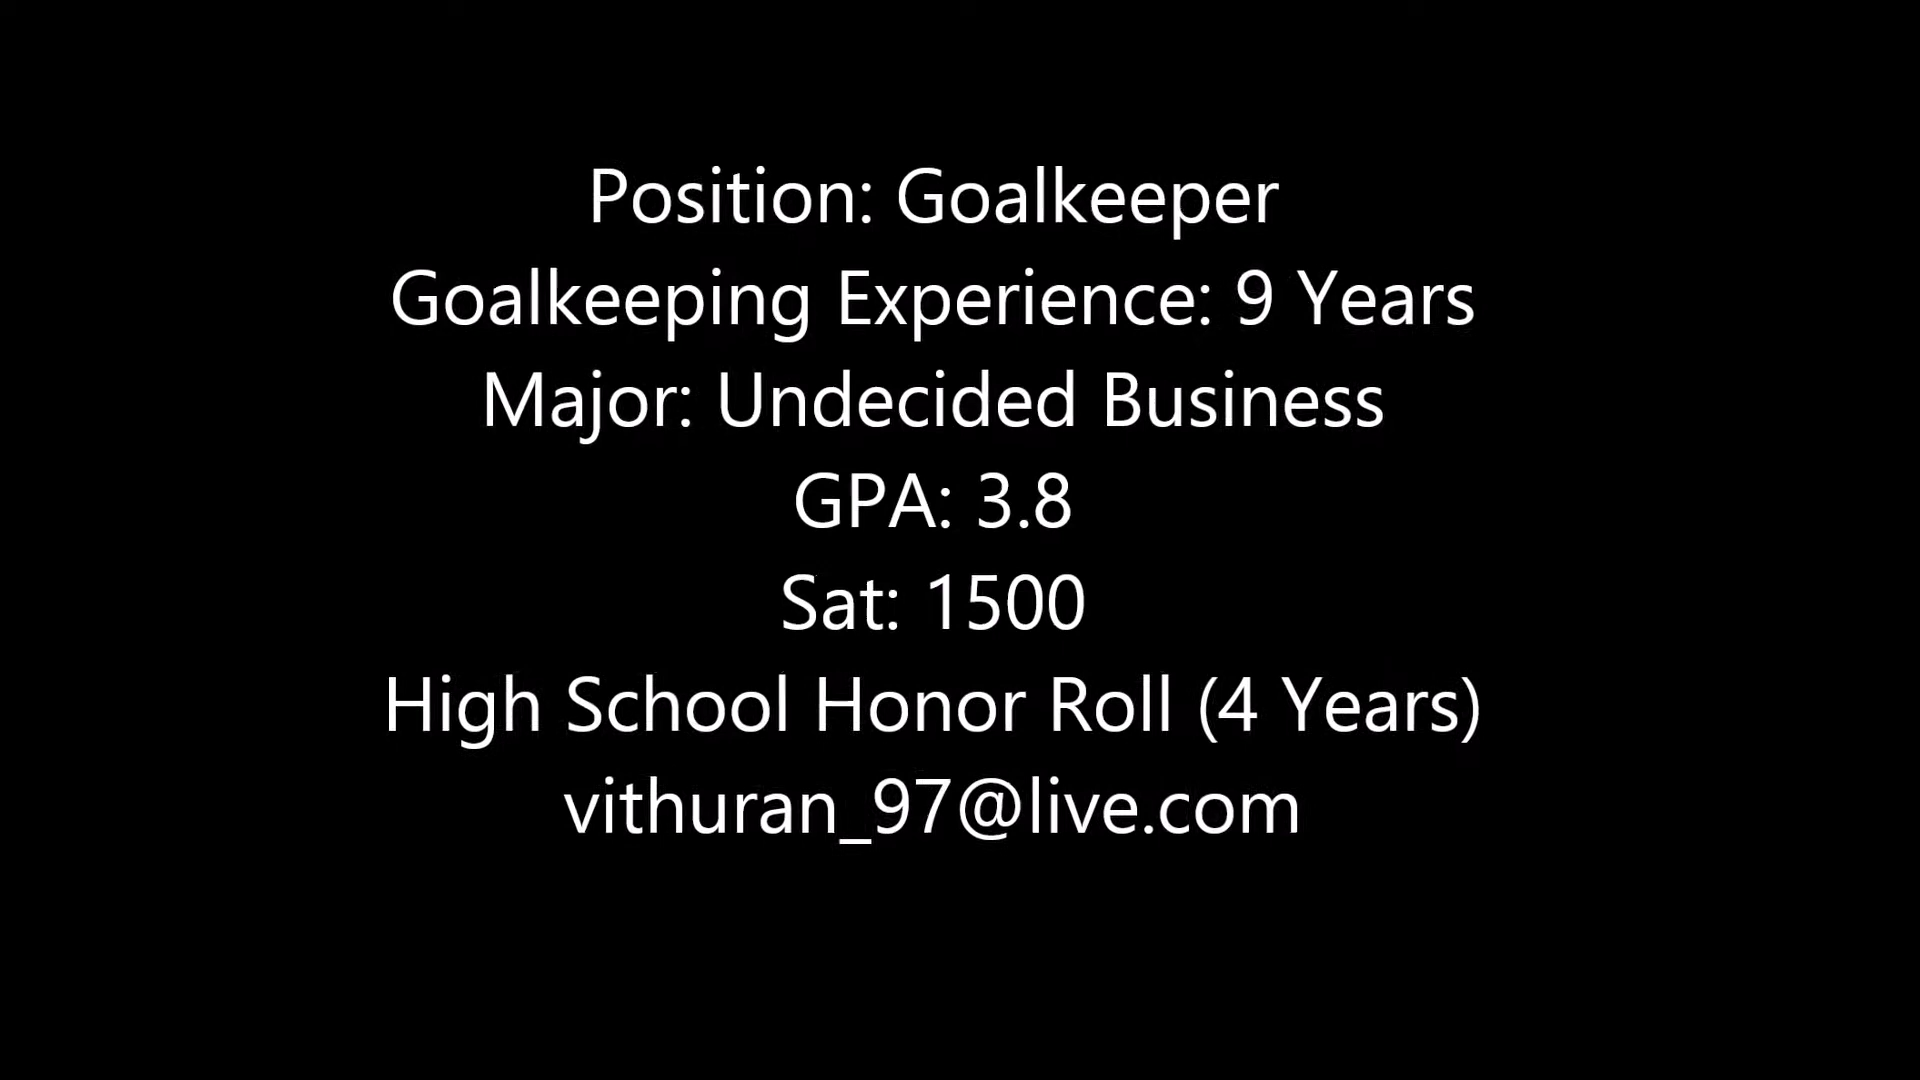 Position: Goalkeeper
Goalkeeping Experience: 9 Years
Major: Undecided Business
GPA: 3.8
Sat: 1500
High School Honor Roll (4 Years)
vithuran_97@live.com